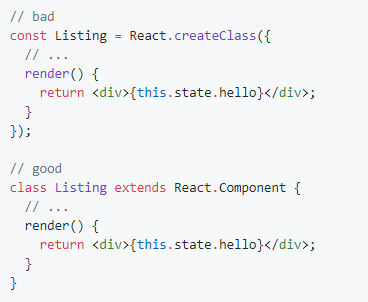 // bad
const Listing = React.createClass({
  // ...
  render() {
    return <div>{this.state.hello}</div>;
  }
});

// good
class Listing extends React.Component {
  // ...
  render() {
    return <div>{this.state.hello}</div>;
  }
}